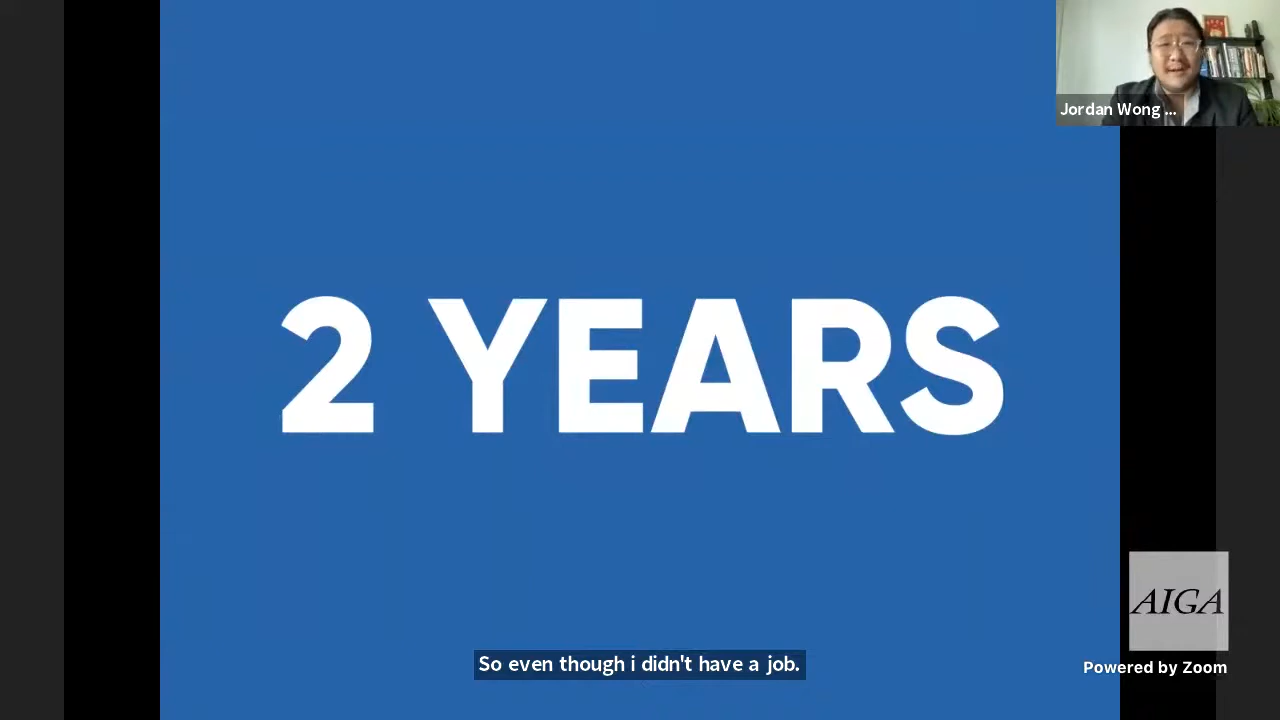 Jordan Wong ...
2 YEARS
AIGA
So even though i didn't have a job.
Powered by Zoom